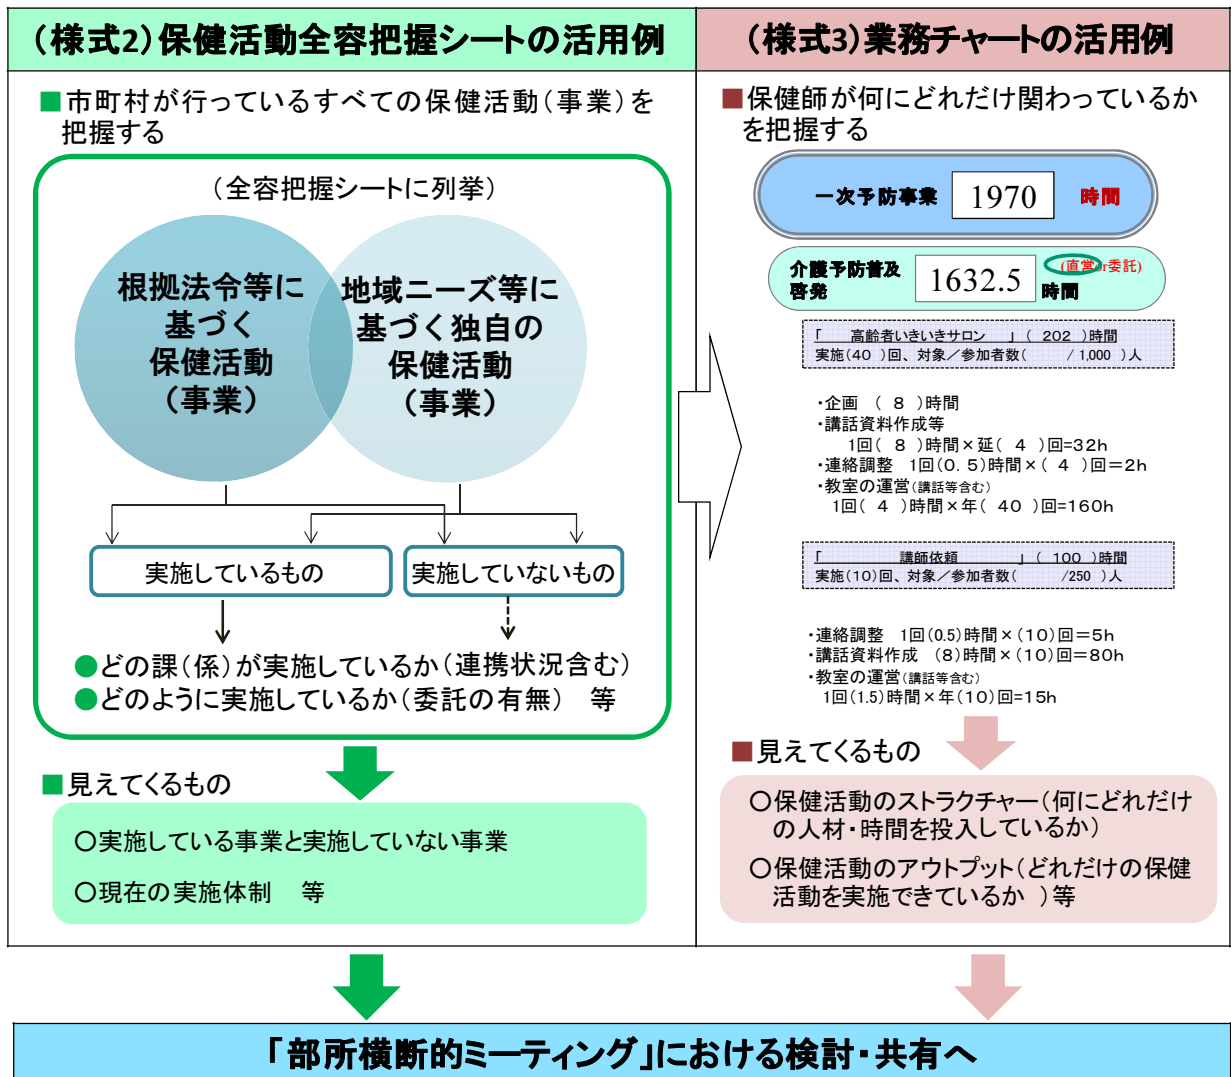 (様式2)保健活動全容把握シートの活用例
■市町村が行っているすべての保健活動(事業)を
把握する
(全容把握シートに列挙)
根拠法令等に
基づく
保健活動
(事業)
地域ニーズ等に
基づく独自の
保健活動
(事業)
実施しているもの
実施していないもの
●どの課(係)が実施しているか(連携状況含む)
●どのように実施しているか(委託の有無) 等
■見えてくるもの
○実施している事業と実施していない事業
○現在の実施体制 等
(様式3)業務チャートの活用例
■保健師が何にどれだけ関わっているか
を把握する
一次予防事業 1970 時間
介護予防普及
啓発
1632.5 時間
(直営or委託)
「 高齢者いきいきサロン 」( 202 )時間
実施(40 )回、対象/参加者数( / 1,000 )人
・企画 ( 8 )時間
・講話資料作成等
1回( 8 )時間×延( 4 )回=32h
・連絡調整 1回(0.5)時間×( 4 )回=2h
・教室の運営(講話等含む)
1回( 4 )時間×年( 40 )回=160h
「 講師依頼 」( 100 )時間
実施(10)回、対象/参加者数( /250 )人
・連絡調整 1回(0.5)時間×(10)回=5h
・講話資料作成 (8)時間×(10)回=80h
・教室の運営(講話等含む)
1回(1.5)時間×年(10)回=15h
■見えてくるもの
○保健活動のストラクチャー(何にどれだけ
の人材・時間を投入しているか)
○保健活動のアウトプット(どれだけの保健
活動を実施できているか )等
「部所横断的ミーティング」における検討・共有へ